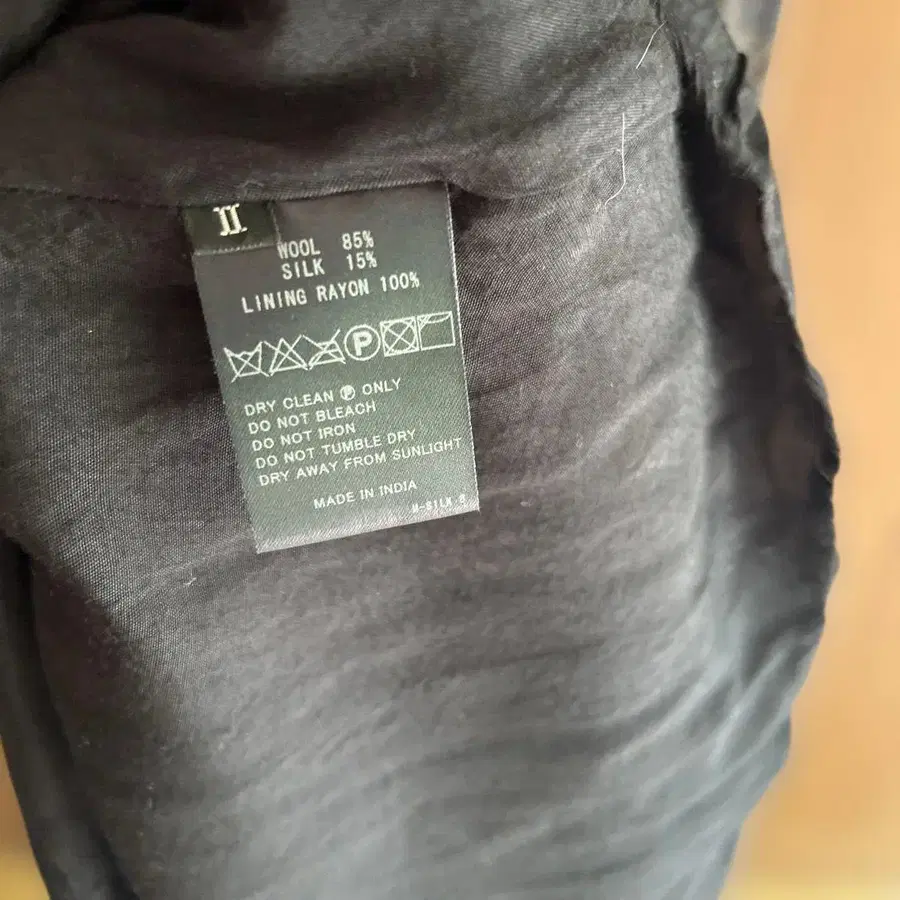 II
WOOL 85%
SILK 15%
LINING RAYON 100%
P
DRY CLEAN Ⓟ ONLY
DO NOT BLEACH
DO NOT IRON
DO NOT TUMBLE DRY
DRY AWAY FROM SUNLIGHT
MADE IN INDIA